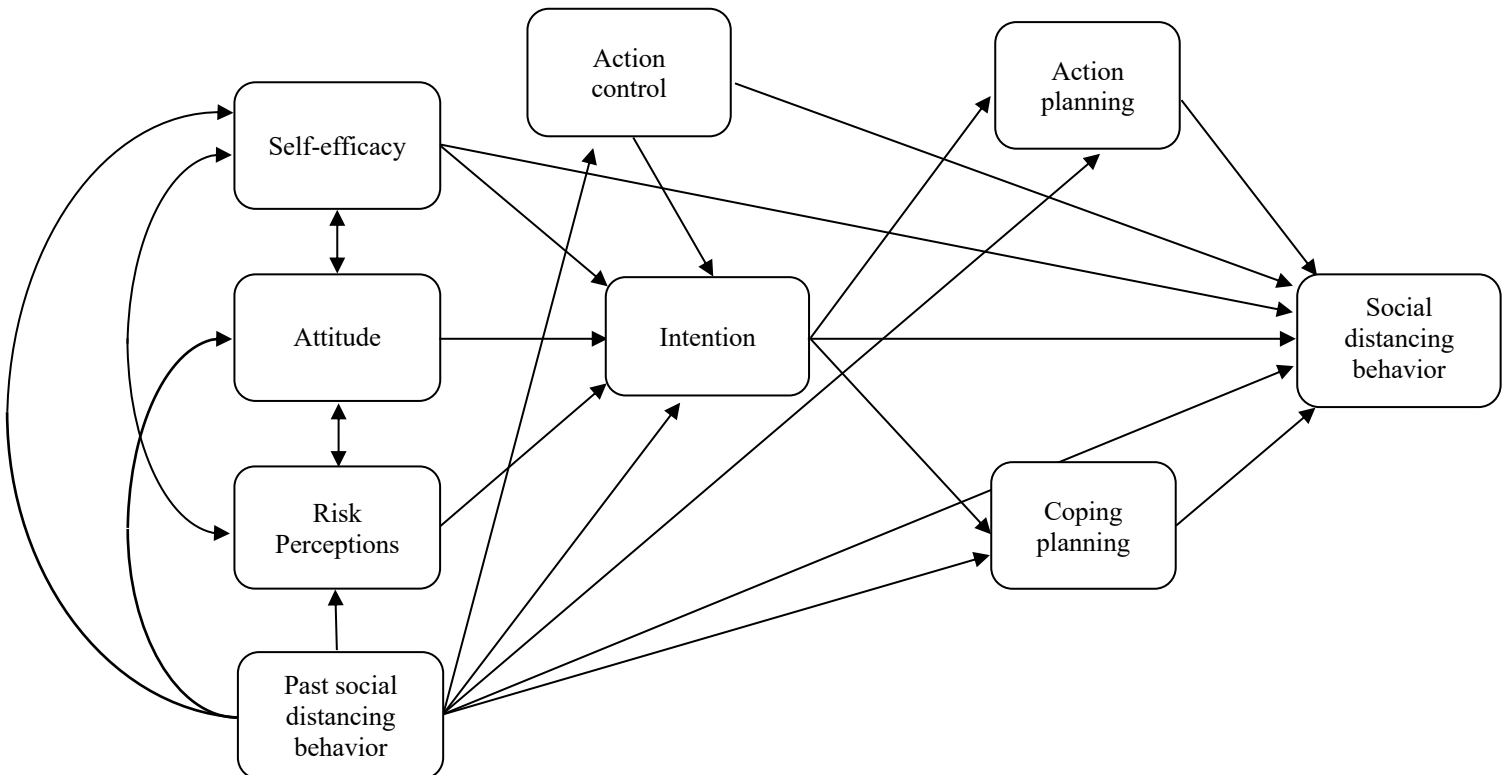 Action
control
Action
planning
Self-efficacy
Attitude
Intention
Social
distancing
behavior
Risk
Perceptions
Coping
planning
Past social
distancing
behavior